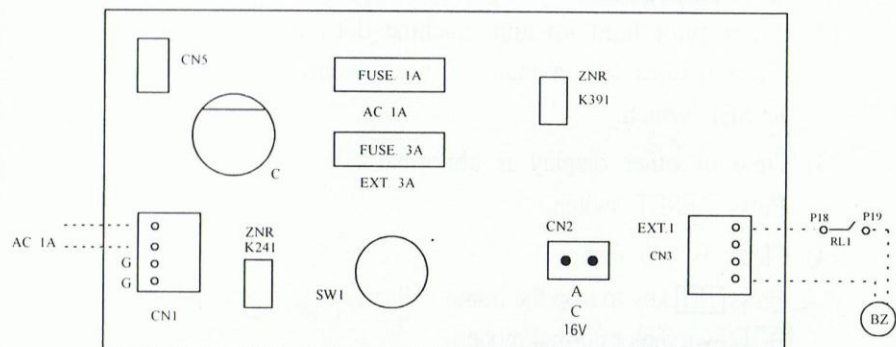 CN5
FUSE 1A
AC 1A
FUSE 3A
EXT 3A
ZNR
K391
C
AC 1A
G
G
CN1
ZNR
K241
SW1
CN2
A
C
16V
EXT.1
CN3
P18
P19
RL1
BZ